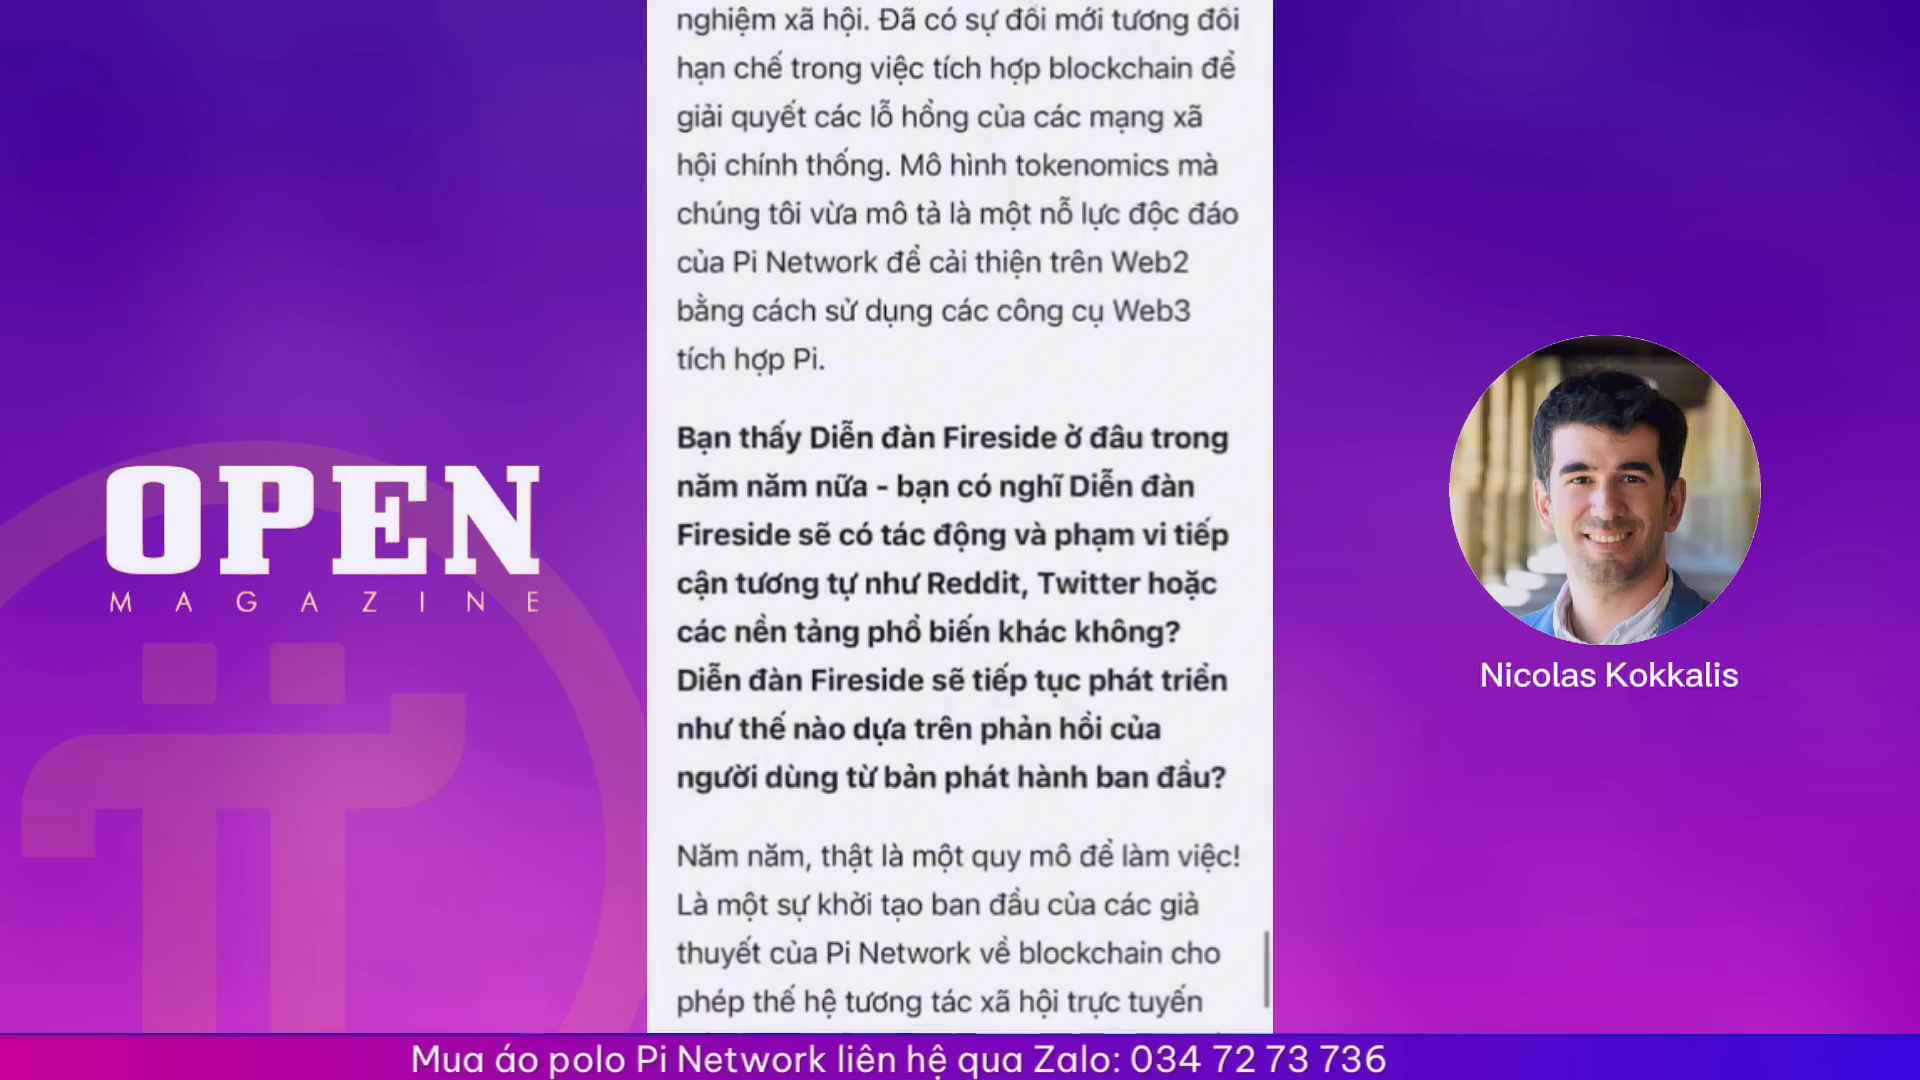 OPEN
MAGAZINE
nghiệm xã hội. Đã có sự đổi mới tương đối
hạn chế trong việc tích hợp blockchain để
giải quyết các lỗ hổng của các mạng xã
hội chính thống. Mô hình tokenomics mà
chúng tôi vừa mô tả là một nỗ lực độc đáo
của Pi Network để cải thiện trên Web2
bằng cách sử dụng các công cụ Web3
tích hợp Pi.
Bạn thấy Diễn đàn Fireside ở đâu trong
năm năm nữa - bạn có nghĩ Diễn đàn
Fireside sẽ có tác động và phạm vi tiếp
cận tương tự như Reddit, Twitter hoặc
các nền tảng phổ biến khác không?
Diễn đàn Fireside sẽ tiếp tục phát triển
như thế nào dựa trên phản hồi của
người dùng từ bản phát hành ban đầu?
Năm năm, thật là một quy mô để làm việc!
Là một sự khởi tạo ban đầu của các giả
thuyết của Pi Network về blockchain cho
phép thế hệ tương tác xã hội trực tuyến
Nicolas Kokkalis
Mua áo polo Pi Network liên hệ qua Zalo: 034 72 73 736